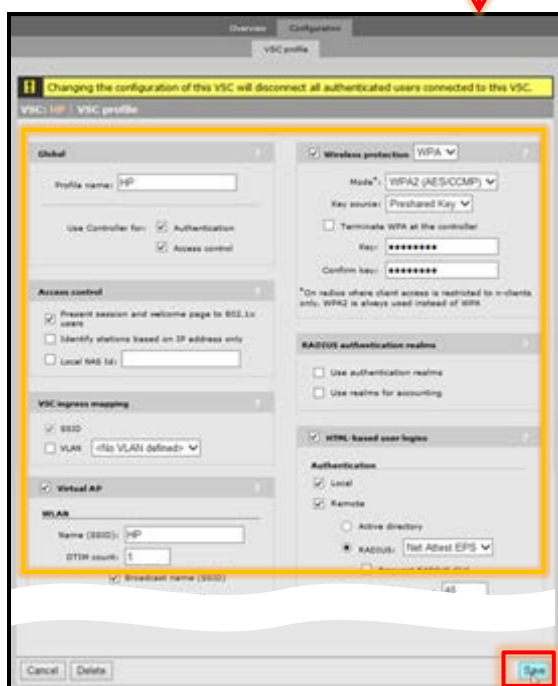 Overview Configuration
VSC profile
Changing the configuration of this VSC will disconnect all authenticated users connected to this VSC.
VSC: HP | VSC profile
Global ?
Profile name: HP
Use Controller for: Authentication
Access control
Access control ?
Present session and welcome page to 802.1x
users
Identify stations based on IP address only
Local NAS Id:
VSC ingress mapping ?
SSID
VLAN <No VLAN defined>
Virtual AP ?
WLAN
Name (SSID): HP
DTIM count: 1
Broadcast name (SSID)
Wireless protection WPA ?
Mode*: WPA2 (AES/CCMP)
Key source: Preshared Key
Terminate WPA at the controller
Key: ••••••••
Confirm key: ••••••••
*On radios where client access is restricted to n-clients
only, WPA2 is always used instead of WPA
RADIUS authentication realms ?
Use authentication realms
Use realms for accounting
HTML-based user logins ?
Authentication
Local
Remote
Active directory
RADIUS: Net Attest EPS
Cancel Delete Save